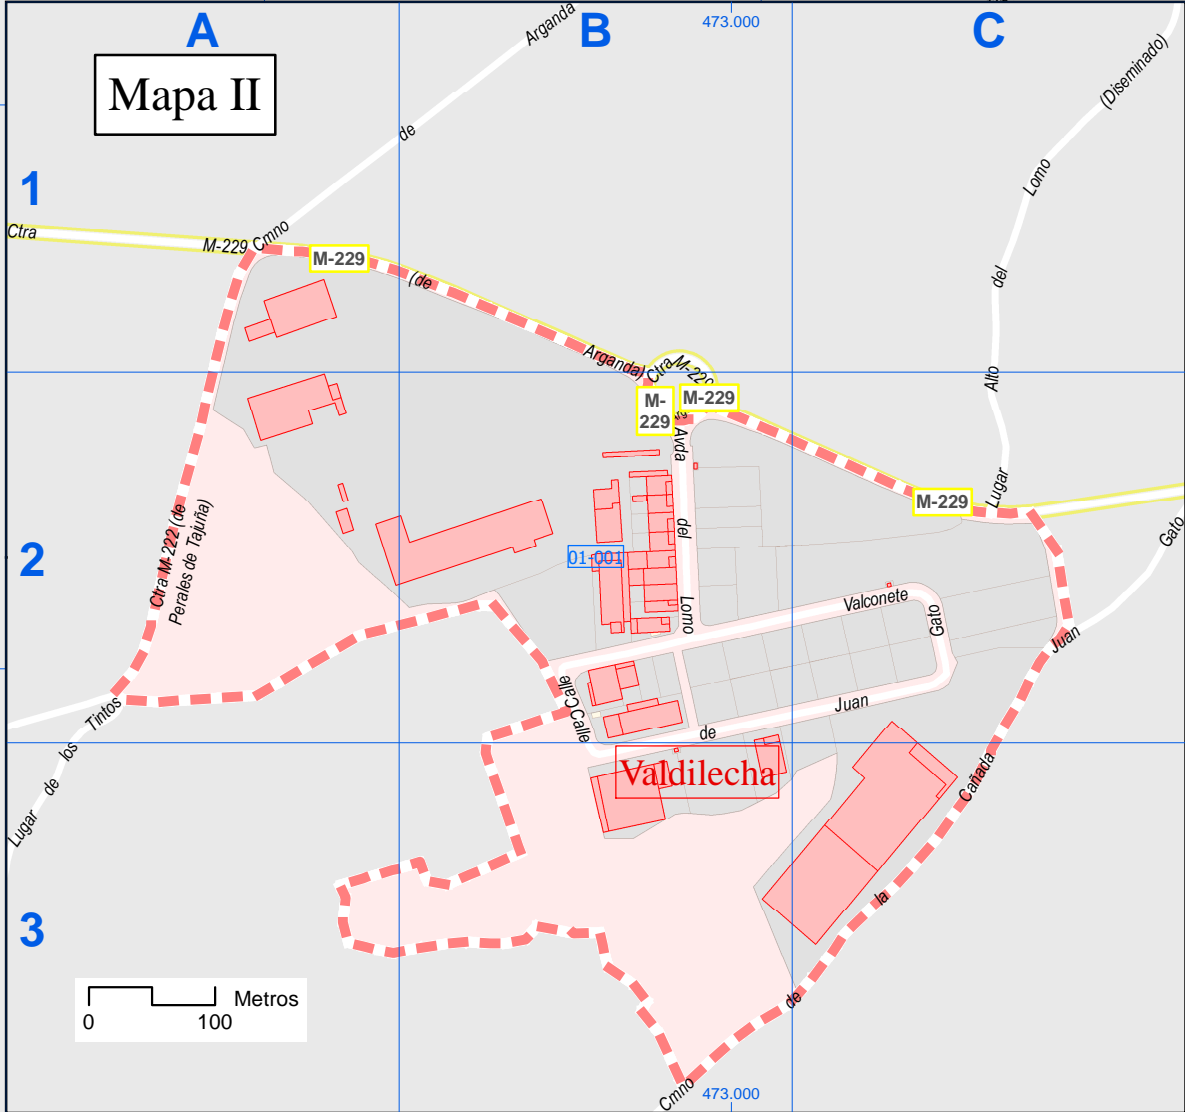 A
B
C
473.000
Mapa II
Arganda
de
Cmno
(Diseminado)
Lomo
del
Alto
Lugar
1
Ctra
M-229
M-229
(de
Arganda)
Ctra
M-229
M-
229
M-229
Avda
del
Lomo
M-229
Gato
Juan
2
Ctra M-222 (de
Perales de Tajuña)
01-001
Valconete
Gato
Calle
Calle
Juan
de
Tintos
los
de
Lugar
Valdilecha
Cañada
la
de
Cmno
3
Metros
0
100
473.000